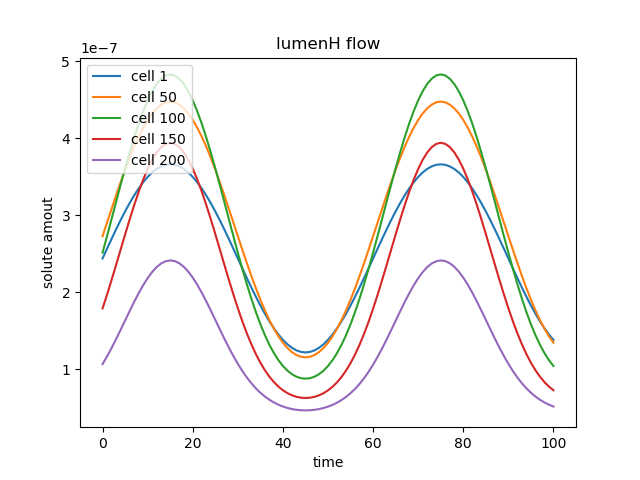 lumenH flow
1e−7
5
4
3
2
1
solute amout
cell 1
cell 50
cell 100
cell 150
cell 200
0 20 40 60 80 100
time